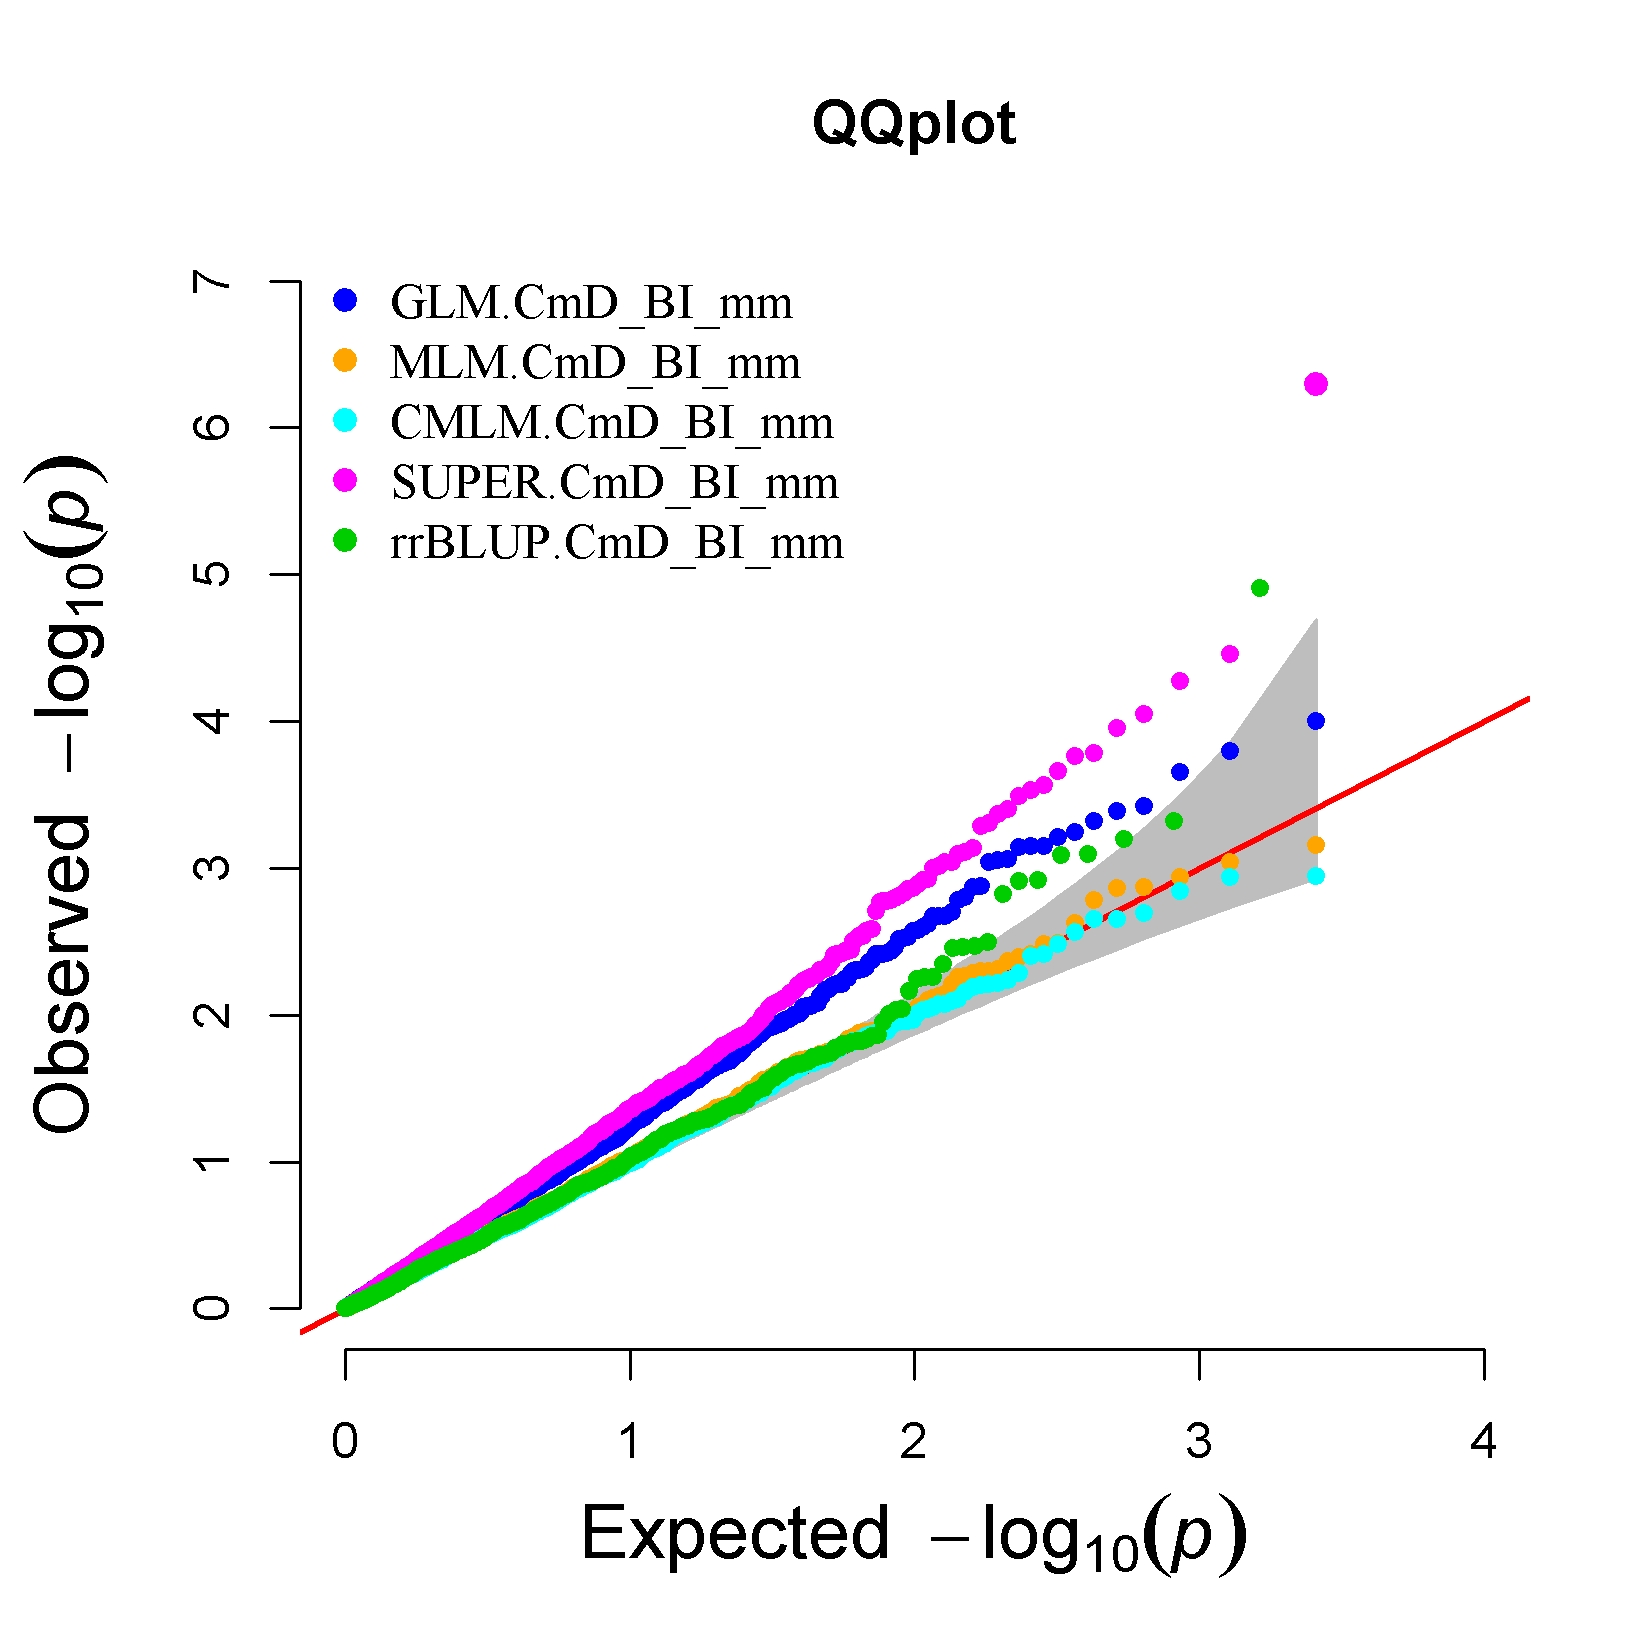 QQplot
GLM.CmD_BI_mm
MLM.CmD_BI_mm
CMLM.CmD_BI_mm
SUPER.CmD_BI_mm
rrBLUP.CmD_BI_mm
7
6
5
4
3
2
1
0
Observed −log10(p)
0 1 2 3 4
Expected −log10(p)